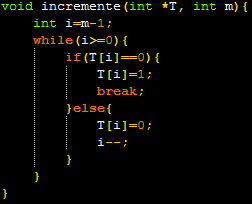 void incremente(int *T, int m){
    int i=m-1;
    while(i>=0){
        if(T[i]==0){
            T[i]=1;
            break;
        }else{
            T[i]=0;
            i--;
        }
    }
}